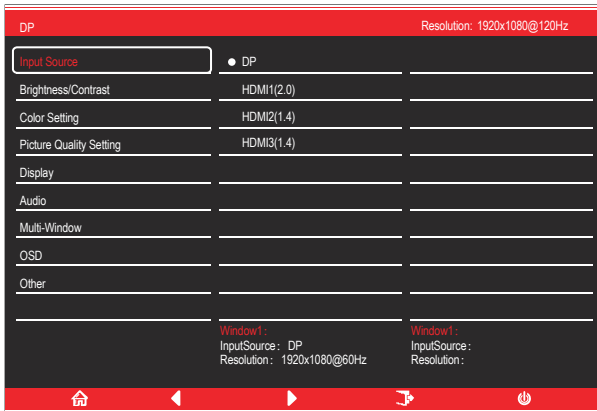 DP Resolution: 1920x1080@120Hz
Input Source DP
Brightness/Contrast HDMI1(2.0)
Color Setting HDMI2(1.4)
Picture Quality Setting HDMI3(1.4)
Display
Audio
Multi-Window
OSD
Other
Window1: Window1:
InputSource: DP InputSource:
Resolution: 1920x1080@60Hz Resolution: